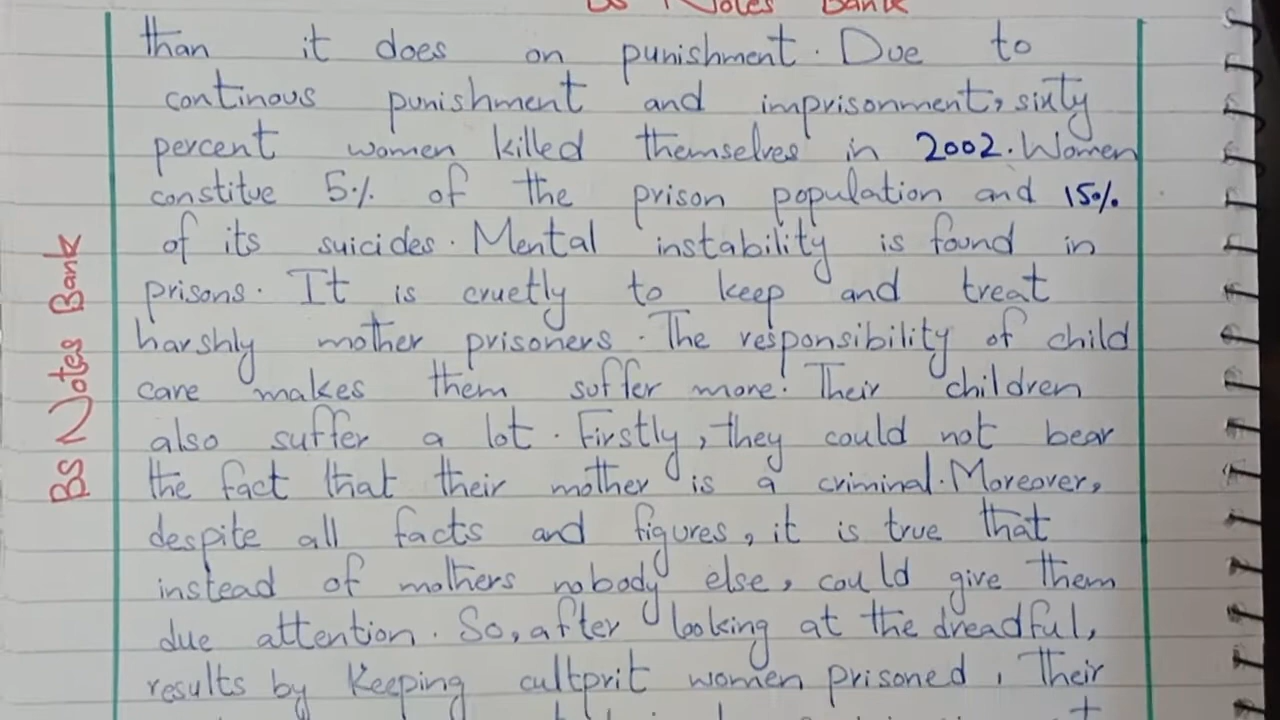 BS Notes Bank
than it does on punishment. Due to
continous punishment and imprisonment, sixty
percent women killed themselves in 2002. Women
constitue 5% of the prison population and 15%
of its suicides. Mental instability is found in
prisons. It is cruetly to keep and treat
harshly mother prisoners. The responsibility of child
care makes them suffer more. Their children
also suffer a lot. Firstly, they could not bear
the fact that their mother is a criminal. Moreover,
despite all facts and figures, it is true that
instead of mothers nobody else, could give them
due attention. So, after looking at the dreadful,
results by keeping cultprit women prisoned, Their
BS Notes Bank